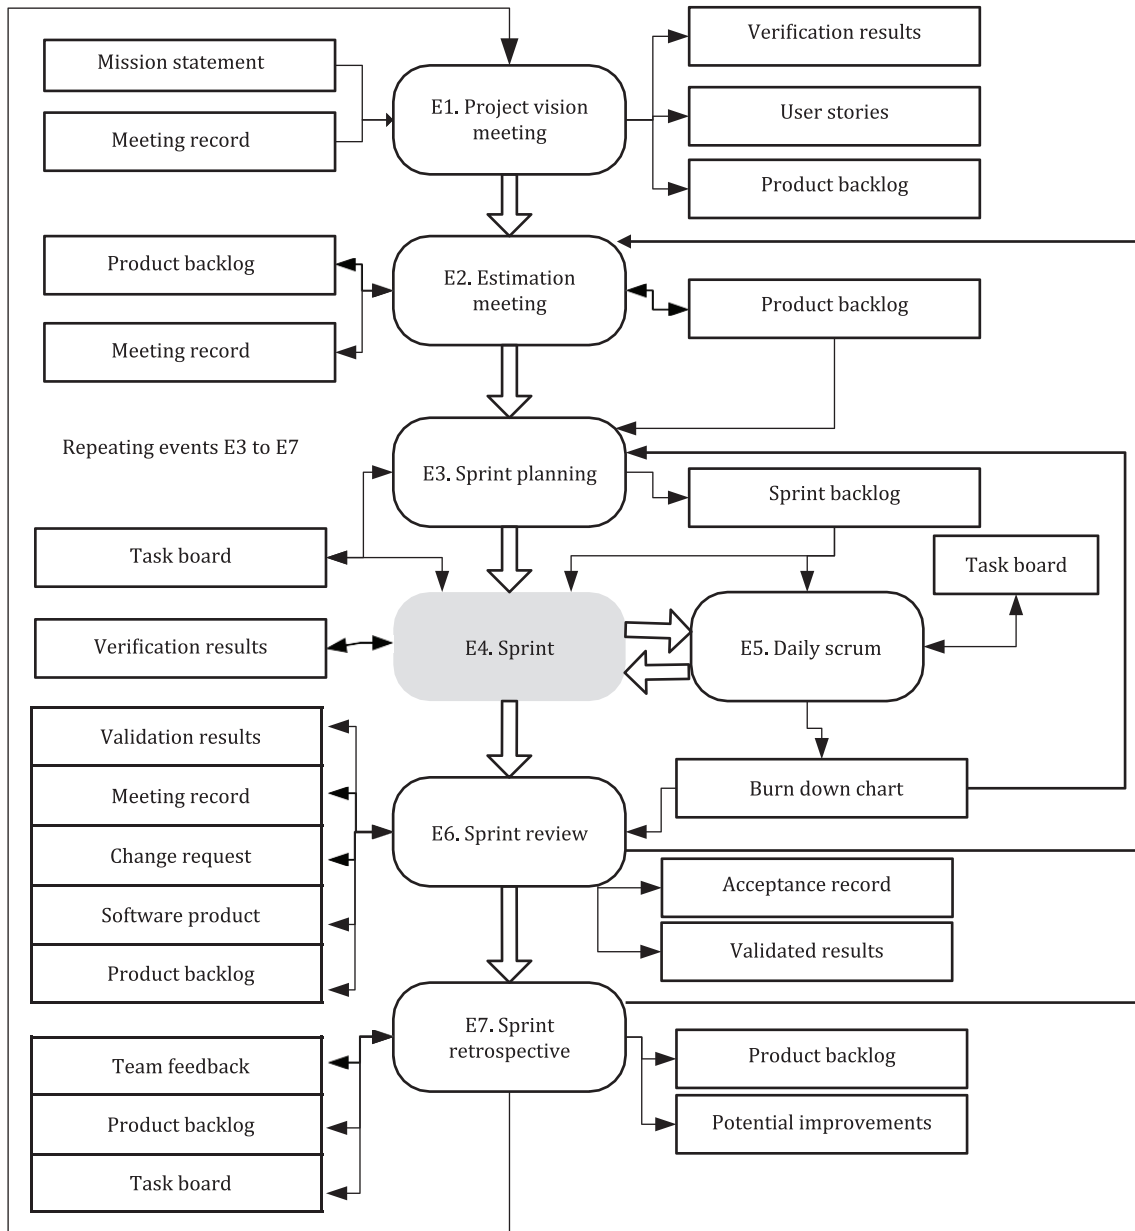 Verification results
Mission statement
E1. Project vision
meeting
User stories
Meeting record
Product backlog
Product backlog
E2. Estimation
meeting
Product backlog
Meeting record
Repeating events E3 to E7
E3. Sprint planning
Sprint backlog
Task board
Task board
Verification results
E4. Sprint
E5. Daily scrum
Validation results
Meeting record
Burn down chart
E6. Sprint review
Change request
Acceptance record
Software product
Validated results
Product backlog
E7. Sprint
retrospective
Team feedback
Product backlog
Product backlog
Potential improvements
Task board